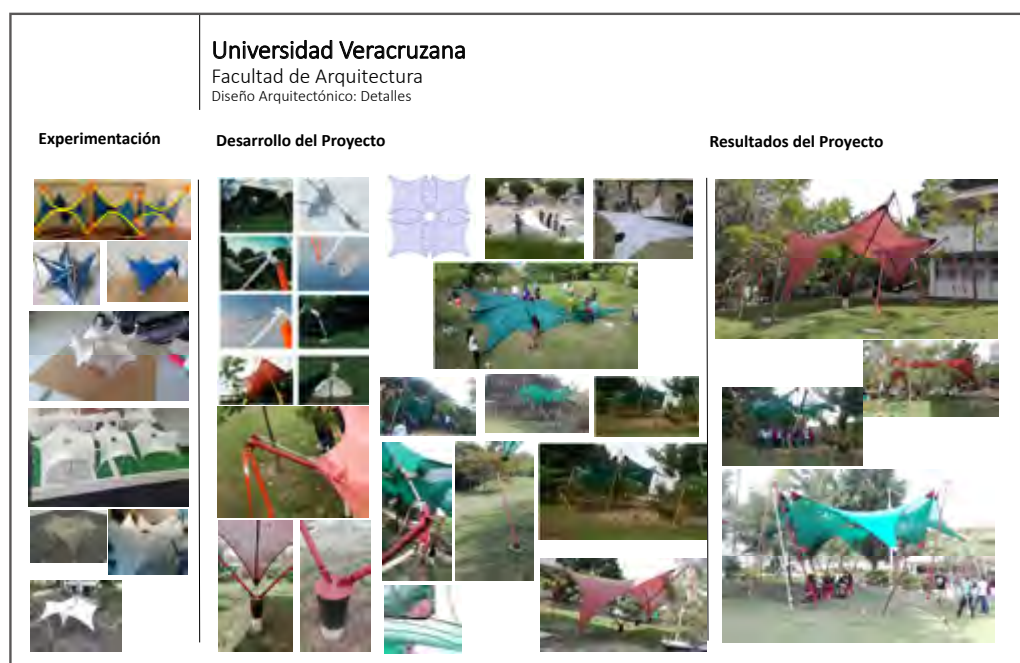 Universidad Veracruzana
Facultad de Arquitectura
Diseño Arquitectónico: Detalles
Experimentación
Desarrollo del Proyecto
Resultados del Proyecto